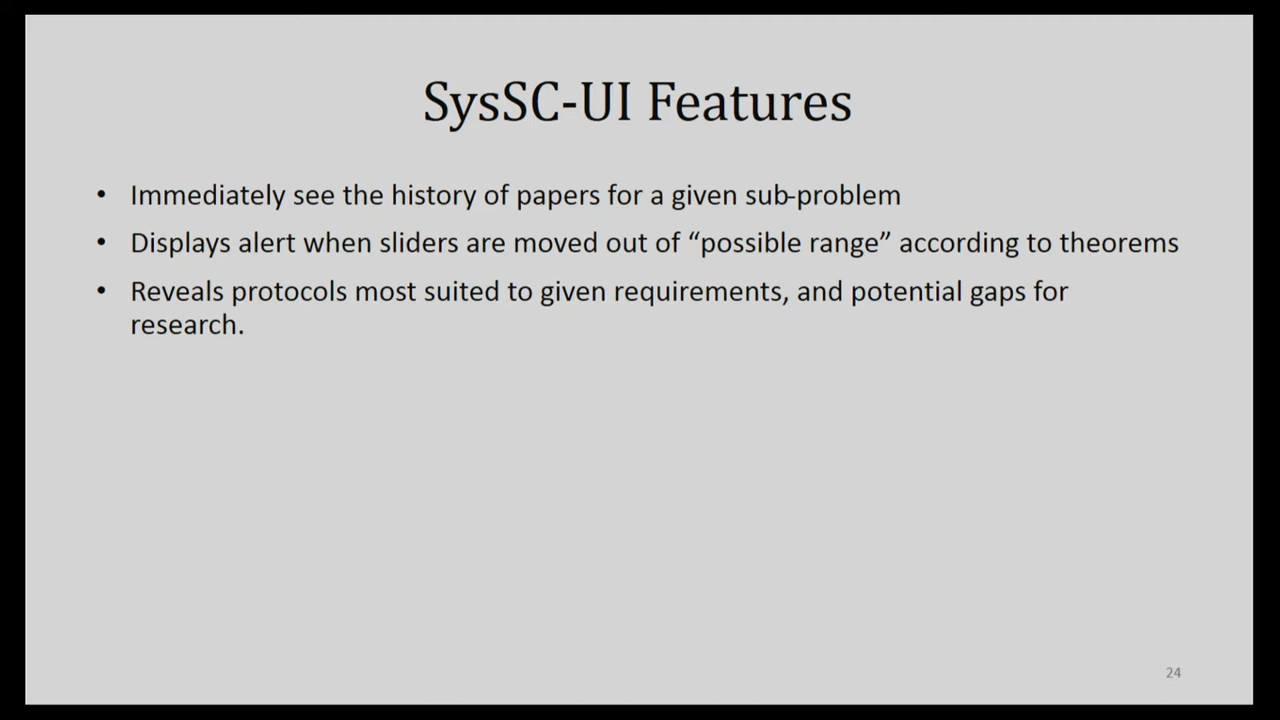 SysSC-UI Features
• Immediately see the history of papers for a given sub-problem
• Displays alert when sliders are moved out of “possible range” according to theorems
• Reveals protocols most suited to given requirements, and potential gaps for
research.
24